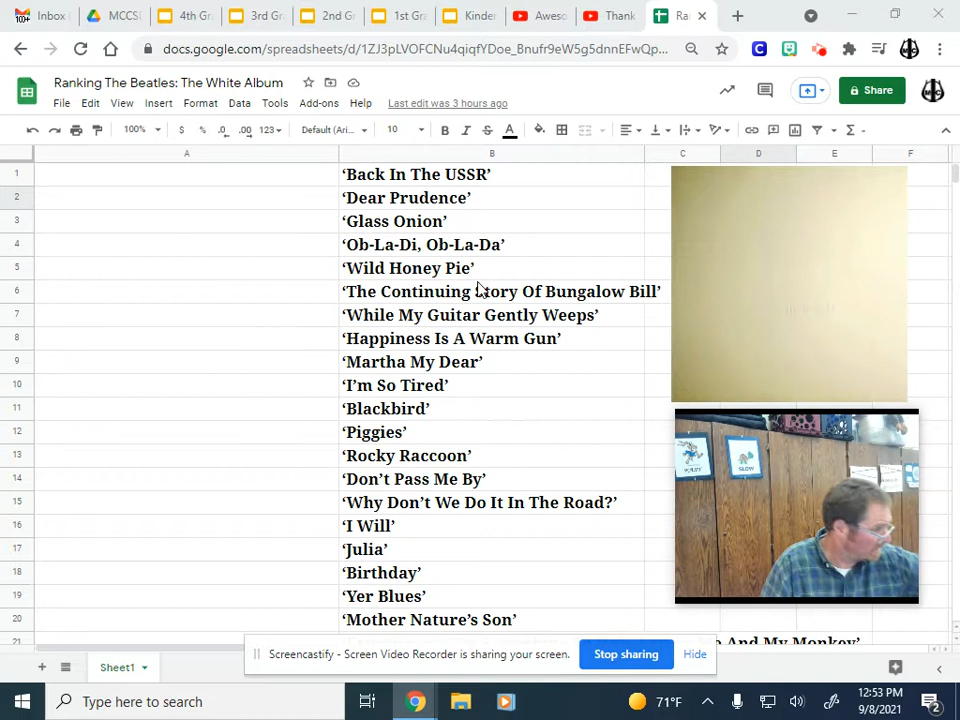 Inbox
100+
MCCS
4th Gr
3rd Gr
2nd G
1st Gr
Kinder
Aweso
Thank
Ra
docs.google.com/spreadsheets/d/1ZJ3pLVOFCNu4qiqfYDoe_Bnufr9eW5g5dnnEFwQp...
Ranking The Beatles: The White Album
File Edit View Insert Format Data Tools Add-ons Help Last edit was 3 hours ago
Share
100% $ % .0 .00 123 Default (Ari... 10 B I S A
A B C D E F
1 ‘Back In The USSR’
2 ‘Dear Prudence’
3 ‘Glass Onion’
4 ‘Ob-La-Di, Ob-La-Da’
5 ‘Wild Honey Pie’
6 ‘The Continuing Story Of Bungalow Bill’
7 ‘While My Guitar Gently Weeps’
8 ‘Happiness Is A Warm Gun’
9 ‘Martha My Dear’
10 ‘I’m So Tired’
11 ‘Blackbird’
12 ‘Piggies’
13 ‘Rocky Raccoon’
14 ‘Don’t Pass Me By’
15 ‘Why Don’t We Do It In The Road?’
16 ‘I Will’
17 ‘Julia’
18 ‘Birthday’
19 ‘Yer Blues’
20 ‘Mother Nature’s Son’
21 And My Monkey’
SLOW
Screencastify - Screen Video Recorder is sharing your screen. Stop sharing Hide
Sheet1
Type here to search
71°F
12:53 PM
9/8/2021
2